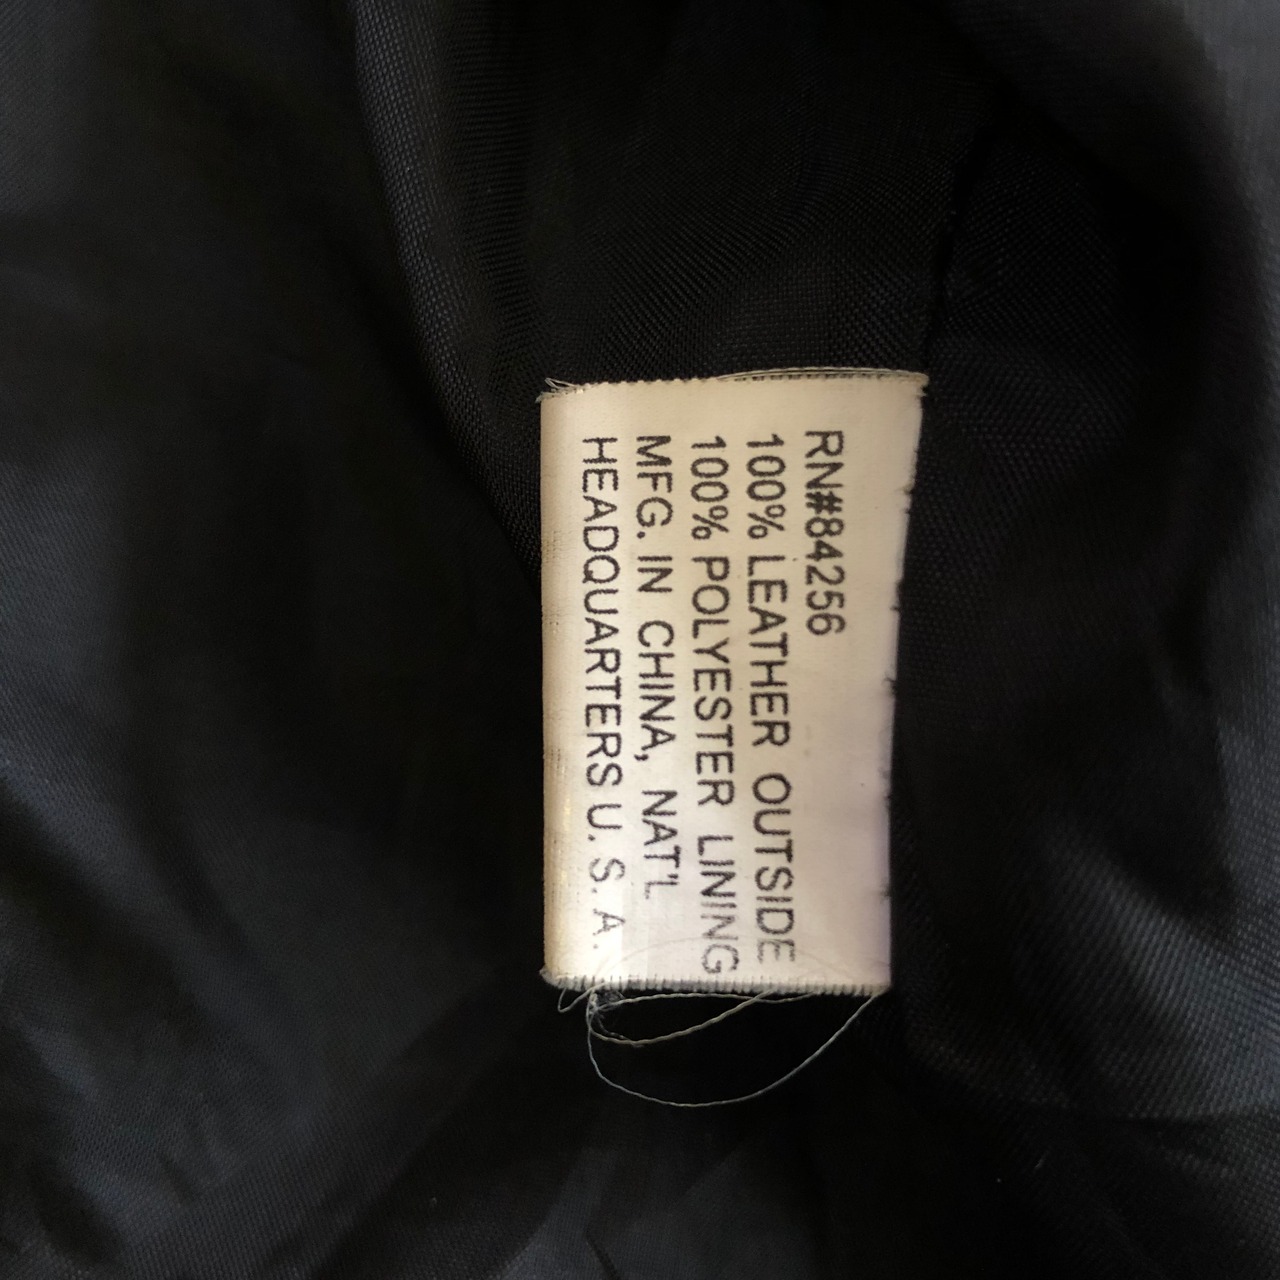 RN#84256
100% LEATHER OUTSIDE
100% POLYESTER LINING
MFG. IN CHINA, NAT'L
HEADQUARTERS U. S. A.